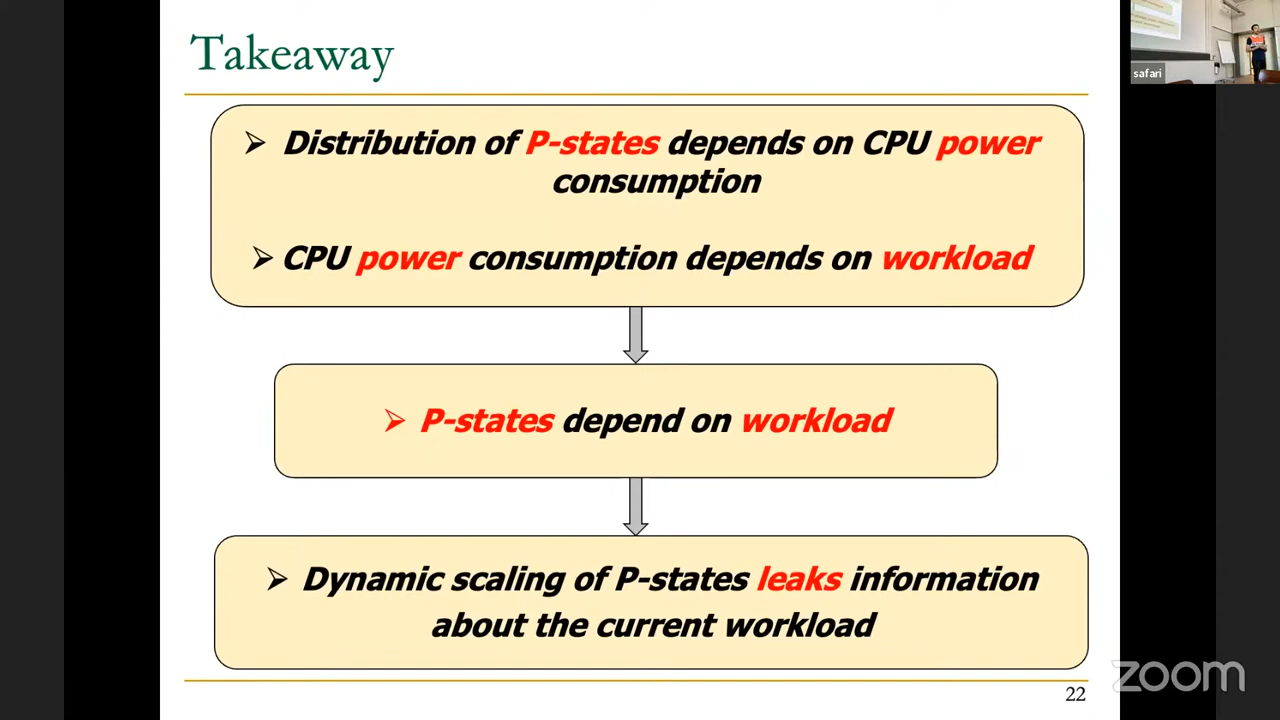 Takeaway
safari
➢ Distribution of P-states depends on CPU power
consumption
➢ CPU power consumption depends on workload
➢ P-states depend on workload
➢ Dynamic scaling of P-states leaks information
about the current workload
zoom
22